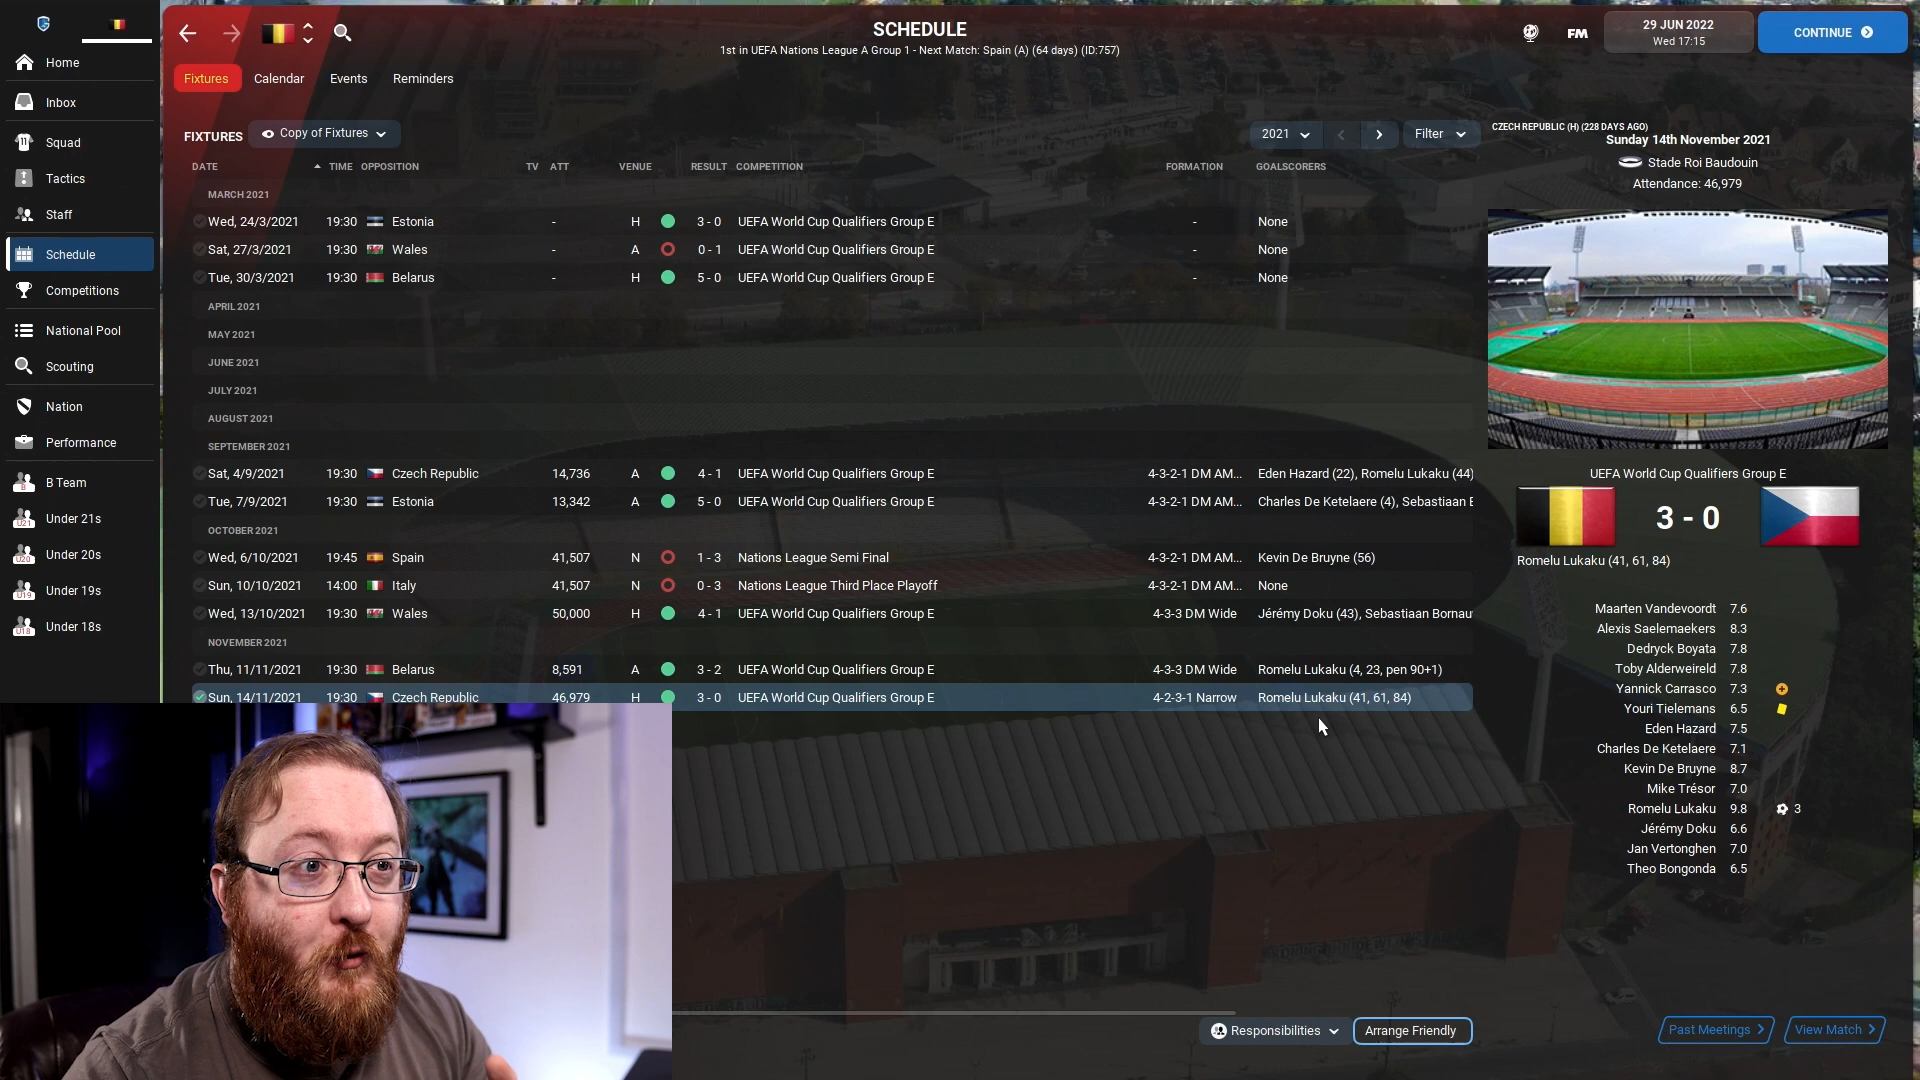 SCHEDULE
1st in UEFA Nations League A Group 1 - Next Match: Spain (A) (64 days) (ID:757)
FM
29 JUN 2022
Wed 17:15
CONTINUE
Home
Inbox
Squad
Tactics
Staff
Schedule
Competitions
National Pool
Scouting
Nation
Performance
B Team
Under 21s
Under 20s
Under 19s
Under 18s
Fixtures Calendar Events Reminders
FIXTURES Copy of Fixtures 2021 Filter
DATE TIME OPPOSITION TV ATT VENUE RESULT COMPETITION FORMATION GOALSCORERS
MARCH 2021
Wed, 24/3/2021 19:30 Estonia - H 3 - 0 UEFA World Cup Qualifiers Group E - None
Sat, 27/3/2021 19:30 Wales - A 0 - 1 UEFA World Cup Qualifiers Group E - None
Tue, 30/3/2021 19:30 Belarus - H 5 - 0 UEFA World Cup Qualifiers Group E - None
APRIL 2021
MAY 2021
JUNE 2021
JULY 2021
AUGUST 2021
SEPTEMBER 2021
Sat, 4/9/2021 19:30 Czech Republic 14,736 A 4 - 1 UEFA World Cup Qualifiers Group E 4-3-2-1 DM AM... Eden Hazard (22), Romelu Lukaku (44)
Tue, 7/9/2021 19:30 Estonia 13,342 A 5 - 0 UEFA World Cup Qualifiers Group E 4-3-2-1 DM AM... Charles De Ketelaere (4), Sebastiaan
OCTOBER 2021
Wed, 6/10/2021 19:45 Spain 41,507 N 1 - 3 Nations League Semi Final 4-3-2-1 DM AM... Kevin De Bruyne (56)
Sun, 10/10/2021 14:00 Italy 41,507 N 0 - 3 Nations League Third Place Playoff 4-3-2-1 DM AM... None
Wed, 13/10/2021 19:30 Wales 50,000 H 4 - 1 UEFA World Cup Qualifiers Group E 4-3-3 DM Wide Jérémy Doku (43), Sebastiaan Bornau
NOVEMBER 2021
Thu, 11/11/2021 19:30 Belarus 8,591 A 3 - 2 UEFA World Cup Qualifiers Group E 4-3-3 DM Wide Romelu Lukaku (4, 23, pen 90+1)
Sun, 14/11/2021 19:30 Czech Republic 46,979 H 3 - 0 UEFA World Cup Qualifiers Group E 4-2-3-1 Narrow Romelu Lukaku (41, 61, 84)
CZECH REPUBLIC (H) (228 DAYS AGO)
Sunday 14th November 2021
Stade Roi Baudouin
Attendance: 46,979
UEFA World Cup Qualifiers Group E
3 - 0
Romelu Lukaku (41, 61, 84)
Maarten Vandevoordt 7.6
Alexis Saelemaekers 8.3
Dedryck Boyata 7.8
Toby Alderweireld 7.8
Yannick Carrasco 7.3
Youri Tielemans 6.5
Eden Hazard 7.5
Charles De Ketelaere 7.1
Kevin De Bruyne 8.7
Mike Trésor 7.0
Romelu Lukaku 9.8 3
Jérémy Doku 6.6
Jan Vertonghen 7.0
Theo Bongonda 6.5
Responsibilities Arrange Friendly
Past Meetings View Match